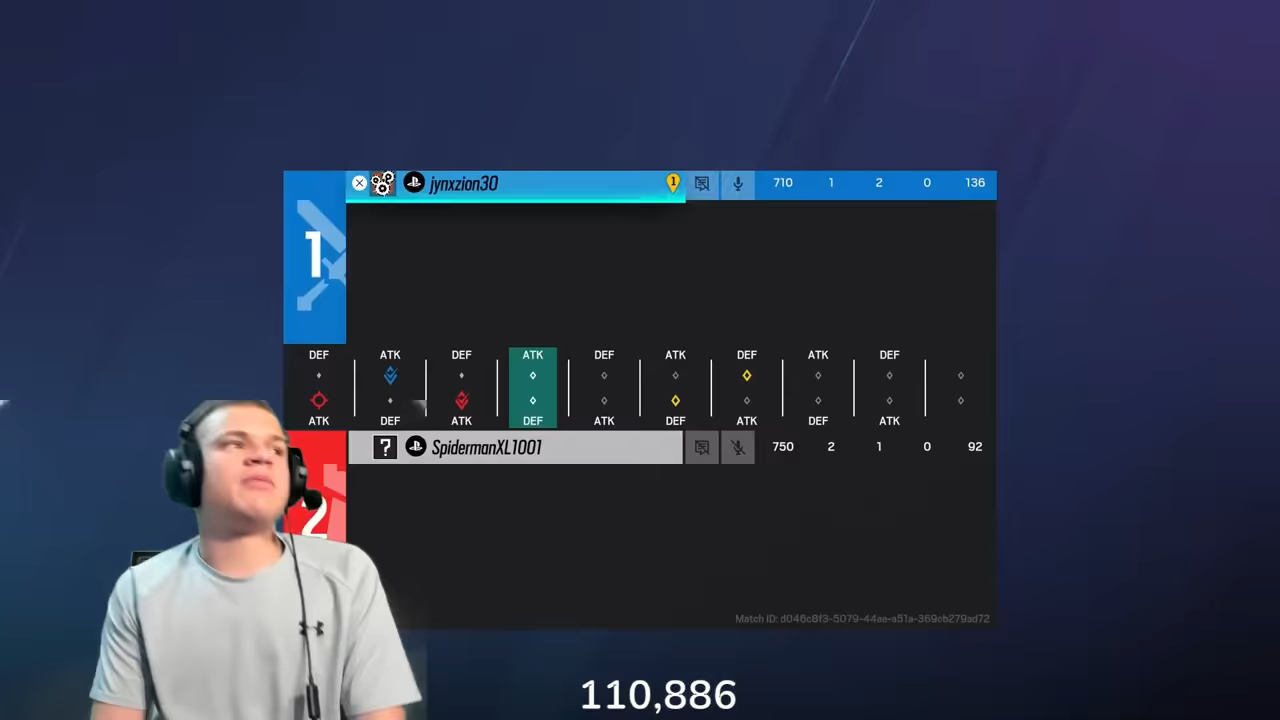 jynxzion30 1 710 1 2 0 136
1
DEF ATK DEF ATK DEF ATK DEF ATK DEF
ATK DEF ATK DEF ATK DEF ATK DEF ATK
? SpidermanXL1001 750 2 1 0 92
2
Match ID: d046c8f3-5079-44ae-a51a-369cb279ad72
110,886